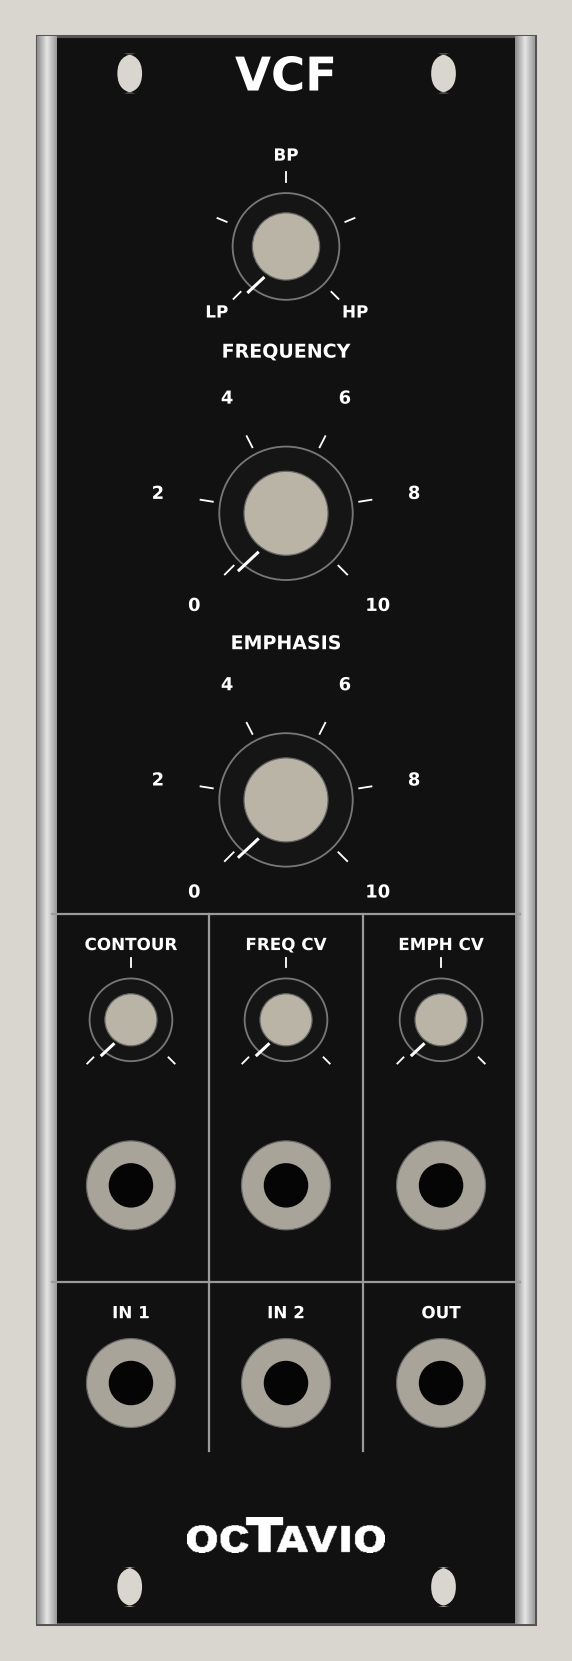 VCF
BP
LP HP
FREQUENCY
4 6
2 8
0 10
EMPHASIS
4 6
2 8
0 10
CONTOUR FREQ CV EMPH CV
IN 1 IN 2 OUT
OCTAVIO